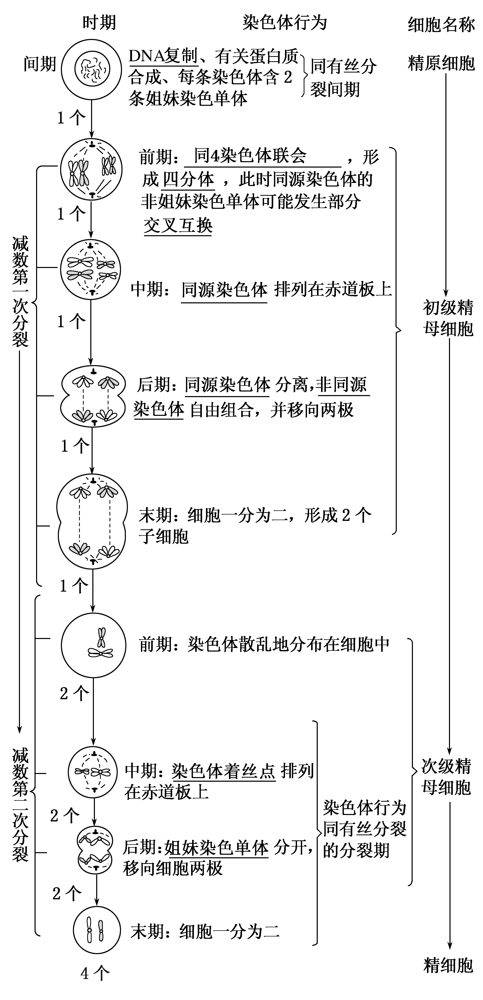 时期 染色体行为 细胞名称
间期
DNA复制、有关蛋白质
合成、每条染色体含 2
条姐妹染色单体
同有丝分
裂间期
精原细胞
1 个
前期：同4染色体联会，形
成四分体，此时同源染色体的
非姐妹染色单体可能发生部分
交叉互换
1 个
减数第一次分裂
中期：同源染色体 排列在赤道板上
初级精
母细胞
1 个
后期：同源染色体 分离，非同源
染色体 自由组合，并移向两极
1 个
末期：细胞一分为二，形成 2 个
子细胞
1 个
前期：染色体散乱地分布在细胞中
2 个
减数第二次分裂
中期：染色体着丝点 排列
在赤道板上
次级精
母细胞
2 个
染色体行为
同有丝分裂
的分裂期
后期：姐妹染色单体 分开，
移向细胞两极
2 个
末期：细胞一分为二
精细胞
4 个